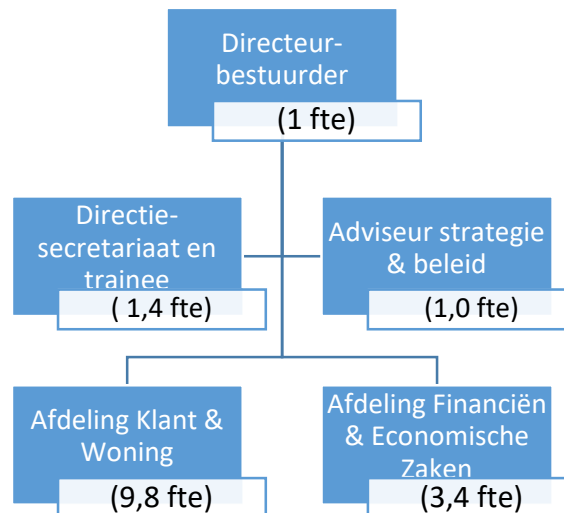 Directeur-
bestuurder
(1 fte)
Directie-
secretariaat en
trainee
( 1,4 fte)
Adviseur strategie
& beleid
(1,0 fte)
Afdeling Klant &
Woning
(9,8 fte)
Afdeling Financiën
& Economische
Zaken
(3,4 fte)